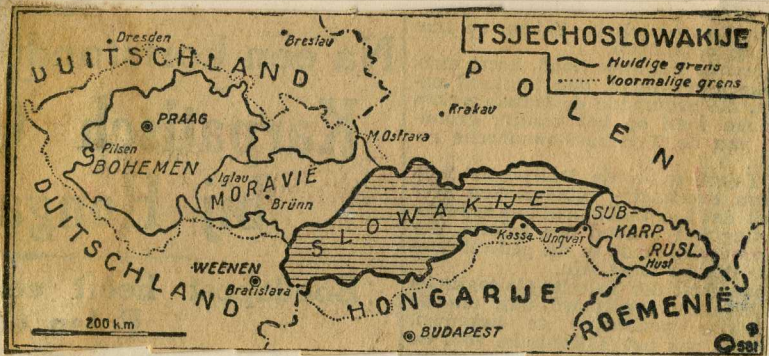 TSJECHOSLOWAKIJE
Huidige grens
Voormalige grens
Dresden
Breslau
DUITSCHLAND
POLEN
Krakau
PRAAG
M. Ostrava
Pilsen
BOHEMEN
Iglau
MORAVIË
Brünn
SLOWAKIJE
SUB=
KARP.
RUSL.
Kassa
Ungvar
Hust
DUITSCHLAND
WEENEN
Bratislava
HONGARIJE
ROEMENIË
200 k.m
BUDAPEST
581